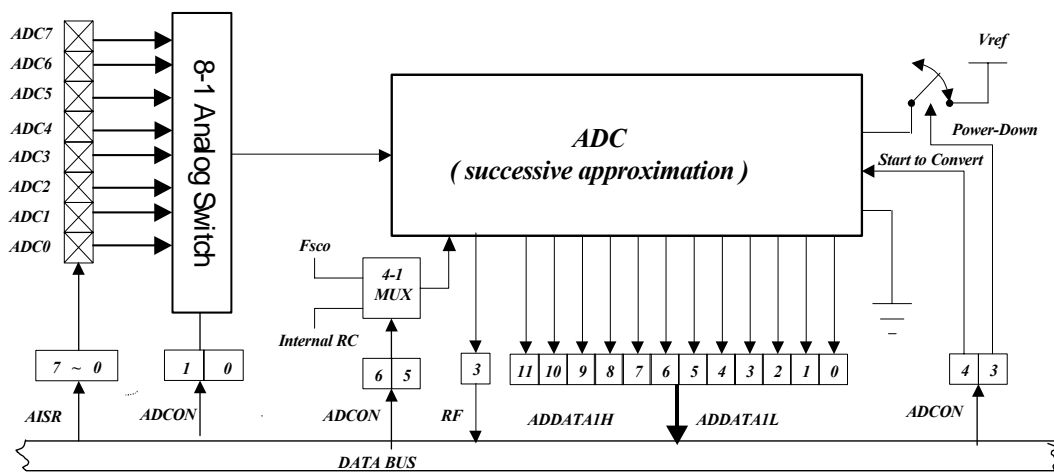 ADC7
ADC6
ADC5
ADC4
ADC3
ADC2
ADC1
ADC0
8-1 Analog Switch
ADC
( successive approximation )
Vref
Power-Down
Start to Convert
Fsco
4-1
MUX
Internal RC
7 ~ 0
1 0
6 5
3
11 10 9 8 7 6 5 4 3 2 1 0
4 3
AISR
ADCON
ADCON
RF
ADDATA1H
ADDATA1L
ADCON
DATA BUS